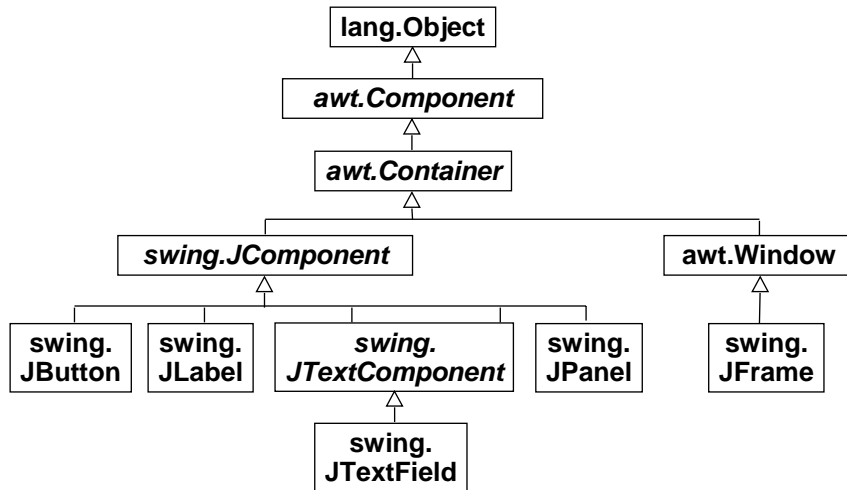 lang.Object
awt.Component
awt.Container
swing.JComponent
awt.Window
swing.
JButton
swing.
JLabel
swing.
JTextComponent
swing.
JPanel
swing.
JFrame
swing.
JTextField